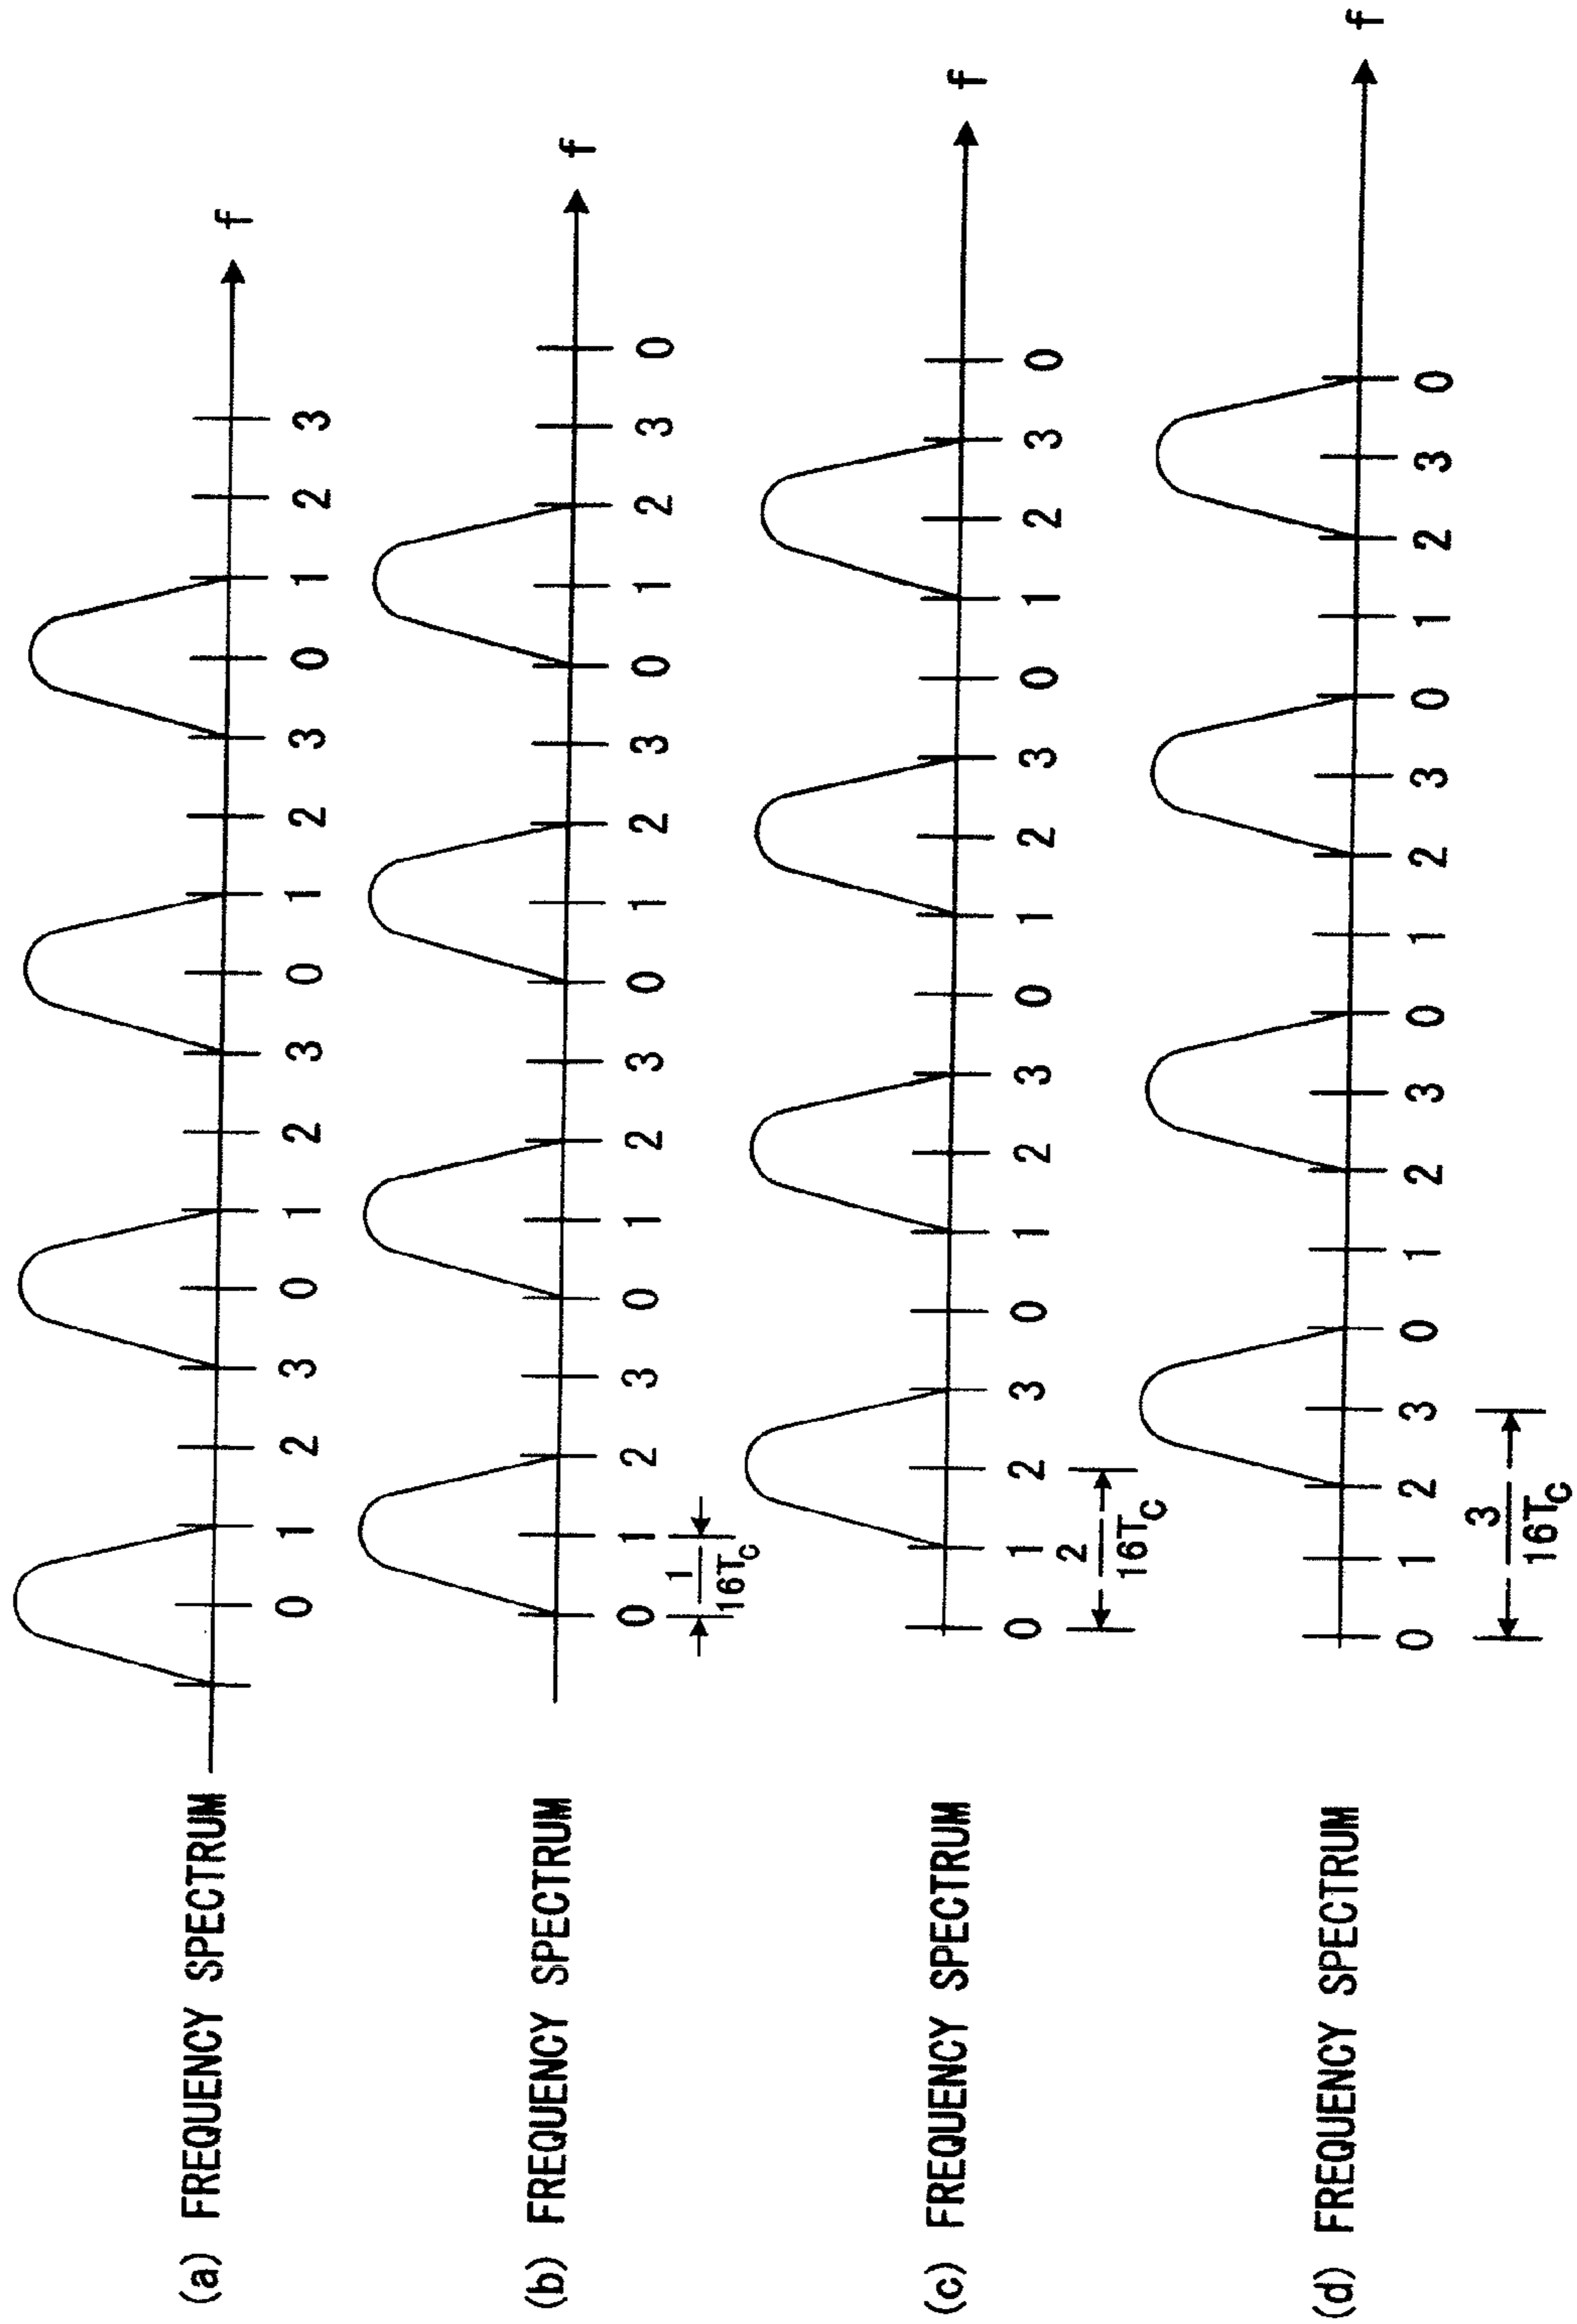 (a) FREQUENCY SPECTRUM
f
0 1 2 3 0 1 2 3 0 1 2 3 0 1 2 3
(b) FREQUENCY SPECTRUM
f
0 1 2 3 0 1 2 3 0 1 2 3 0 1 2 3 0
1
16TC
(c) FREQUENCY SPECTRUM
f
0 1 2 3 0 1 2 3 0 1 2 3 0 1 2 3 0
2
16TC
(d) FREQUENCY SPECTRUM
f
0 1 2 3 0 1 2 3 0 1 2 3 0 1 2 3 0
3
16TC